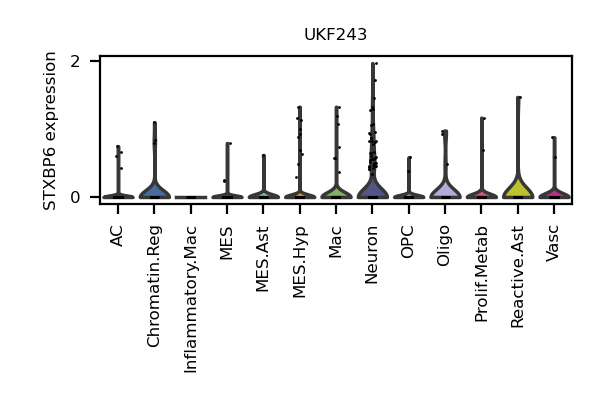 UKF243
STXBP6 expression
2
0
AC
Chromatin.Reg
Inflammatory.Mac
MES
MES.Ast
MES.Hyp
Mac
Neuron
OPC
Oligo
Prolif.Metab
Reactive.Ast
Vasc